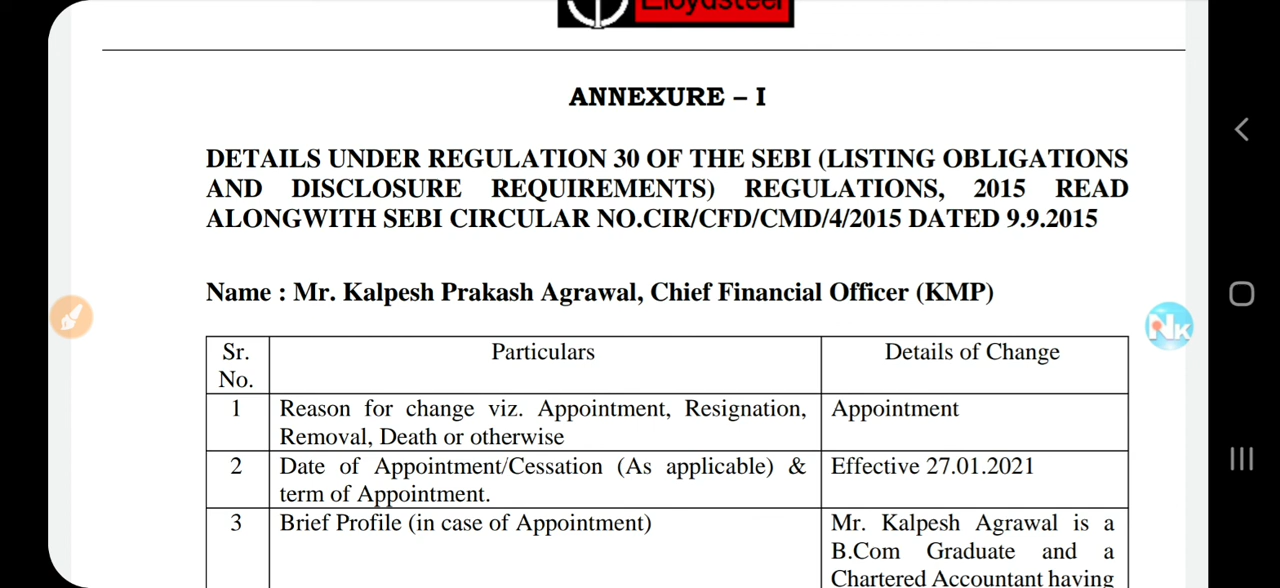 Lloydsteel
ANNEXURE – I
DETAILS UNDER REGULATION 30 OF THE SEBI (LISTING OBLIGATIONS
AND DISCLOSURE REQUIREMENTS) REGULATIONS, 2015 READ
ALONGWITH SEBI CIRCULAR NO.CIR/CFD/CMD/4/2015 DATED 9.9.2015
Name : Mr. Kalpesh Prakash Agrawal, Chief Financial Officer (KMP)
Sr. No.
Particulars
Details of Change
1
Reason for change viz. Appointment, Resignation,
Removal, Death or otherwise
Appointment
2
Date of Appointment/Cessation (As applicable) &
term of Appointment.
Effective 27.01.2021
3
Brief Profile (in case of Appointment)
Mr. Kalpesh Agrawal is a
B.Com Graduate and a
Chartered Accountant having
NK